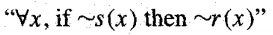 “∀x, if ~s(x) then ~r(x)”